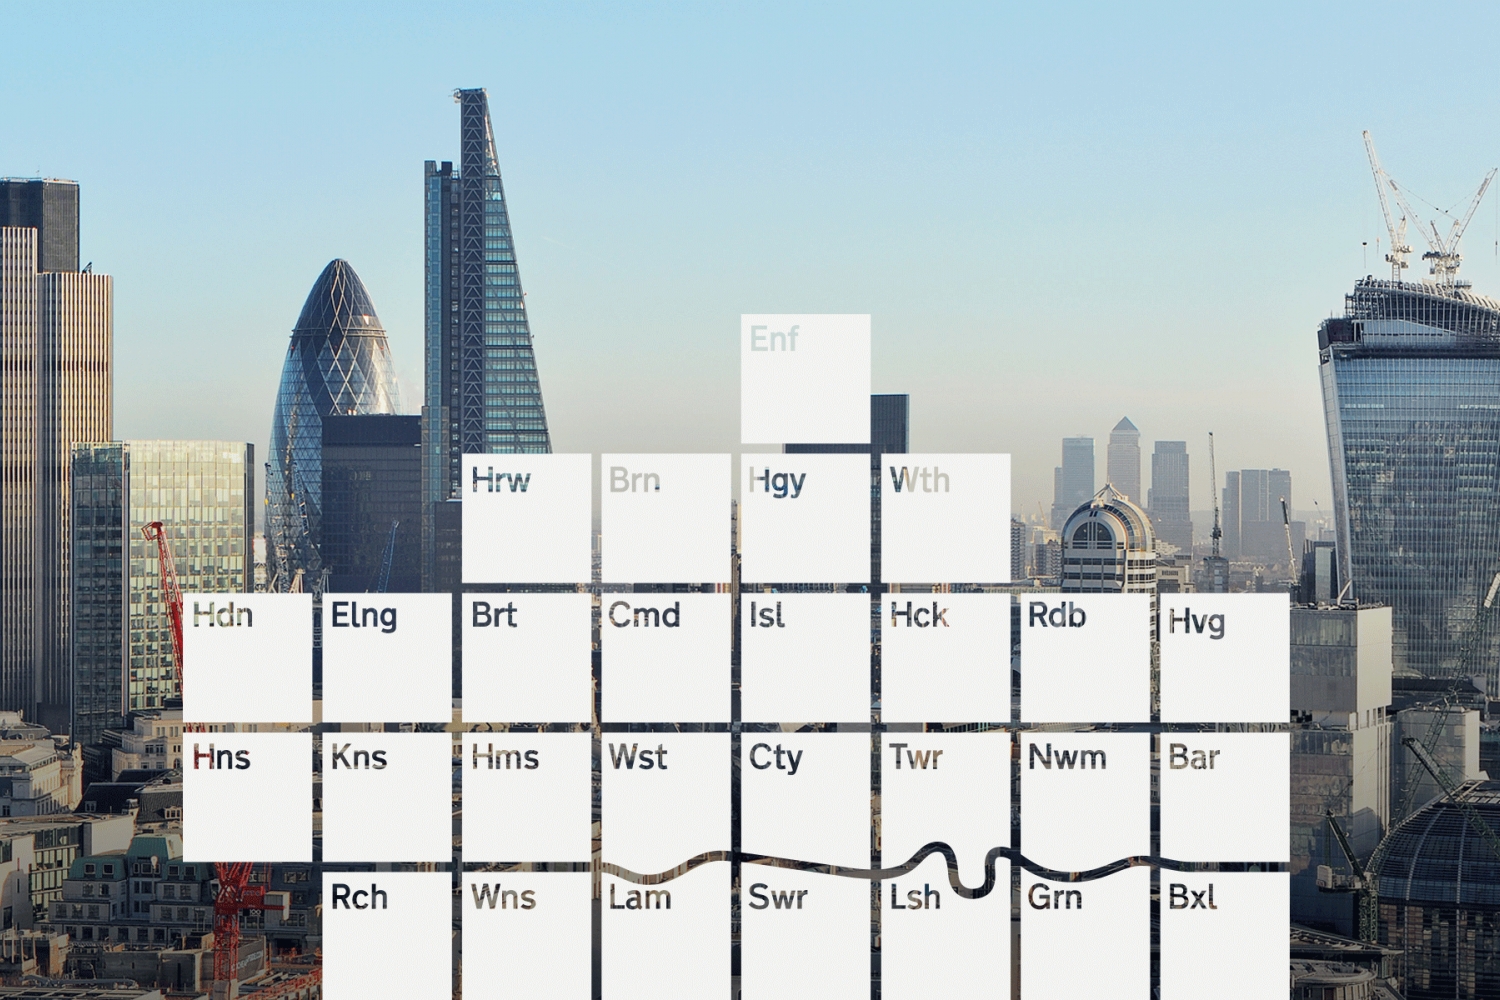 Enf
Hrw Brn Hgy Wth
Hdn Elng Brt Cmd Isl Hck Rdb Hvg
Hns Kns Hms Wst Cty Twr Nwm Bar
Rch Wns Lam Swr Lsh Grn Bxl